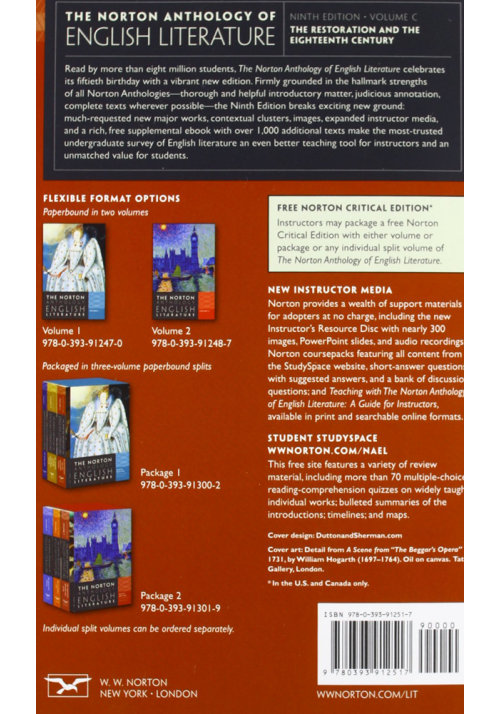 THE NORTON ANTHOLOGY OF
ENGLISH LITERATURE
NINTH EDITION • VOLUME C
THE RESTORATION AND THE
EIGHTEENTH CENTURY
Read by more than eight million students, The Norton Anthology of English Literature celebrates
its fiftieth birthday with a vibrant new edition. Firmly grounded in the hallmark strengths
of all Norton Anthologies—thorough and helpful introductory matter, judicious annotation,
complete texts wherever possible—the Ninth Edition breaks exciting new ground:
much-requested new major works, contextual clusters, images, expanded instructor media,
and a rich, free supplemental ebook with over 1,000 additional texts make the most-trusted
undergraduate survey of English literature an even better teaching tool for instructors and an
unmatched value for students.
FLEXIBLE FORMAT OPTIONS
Paperbound in two volumes
THE NORTON
ANTHOLOGY
ENGLISH
LITERATURE
THE NORTON
ANTHOLOGY
ENGLISH
LITERATURE
Volume 1
978-0-393-91247-0
Volume 2
978-0-393-91248-7
Packaged in three-volume paperbound splits
THE NORTON
ANTHOLOGY
ENGLISH
LITERATURE
Package 1
978-0-393-91300-2
THE NORTON
ANTHOLOGY
ENGLISH
LITERATURE
Package 2
978-0-393-91301-9
Individual split volumes can be ordered separately.
W. W. NORTON
NEW YORK • LONDON
FREE NORTON CRITICAL EDITION*
Instructors may package a free Norton
Critical Edition with either volume or
package or any individual split volume of
The Norton Anthology of English Literature.
NEW INSTRUCTOR MEDIA
Norton provides a wealth of support materials
for adopters at no charge, including the new
Instructor's Resource Disc with nearly 300
images, PowerPoint slides, and audio recordings
Norton coursepacks featuring all content from
the StudySpace website, short-answer question
with suggested answers, and a bank of discussio
questions; and Teaching with The Norton Anthology
of English Literature: A Guide for Instructors,
available in print and searchable online formats.
STUDENT STUDYSPACE
WWNORTON.COM/NAEL
This free site features a variety of review
material, including more than 70 multiple-choice
reading-comprehension quizzes on widely taugh
individual works; bulleted summaries of the
introductions; timelines; and maps.
Cover design: DuttonandSherman.com
Cover art: Detail from A Scene from "The Beggar's Opera"
1731, by William Hogarth (1697–1764). Oil on canvas. Tat
Gallery, London.
*In the U.S. and Canada only.
ISBN 978-0-393-91251-7
90000
9 780393 912517
WWNORTON.COM/LIT